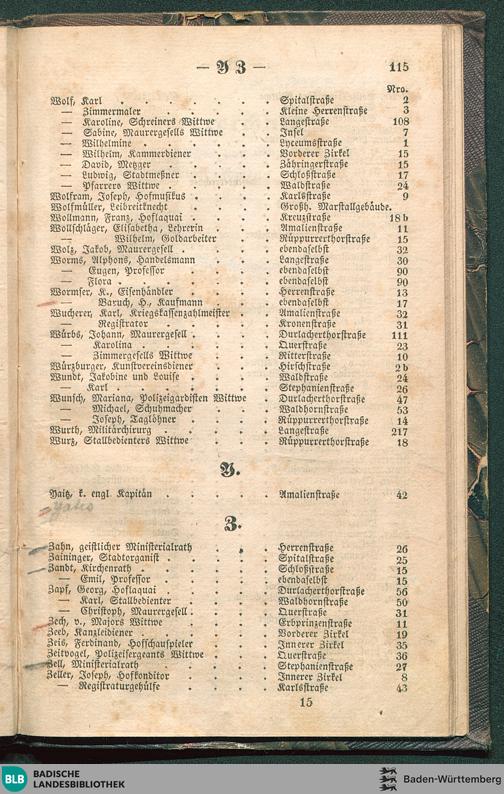 — Y Z —
115
Nro.
Wolf, Karl . . . . . . . Spitalstraße 2
— Zimmermaler . . . . . Kleine Herrenstraße 3
— Karoline, Schreiners Wittwe . . . Langestraße 108
— Sabine, Maurergesells Wittwe . . . Insel 7
— Wilhelmine . . . . . . Lyceumsstraße 1
— Wilhelm, Kammerdiener . . . . Vorderer Zirkel 15
— David, Metzger . . . . . Zähringerstraße 15
— Ludwig, Stadtmeßner . . . . Schloßstraße 17
— Pfarrers Wittwe . . . . . Waldstraße 24
Wolfram, Joseph, Hofmusikus . . . . Karlsstraße 9
Wolfmüller, Leibreitknecht . . . . Großh. Marstallgebäude.
Wollmann, Franz, Hoflaquai . . . . Kreuzstraße 18 b
Wollschläger, Elisabetha, Lehrerin . . . Amalienstraße 11
— Wilhelm, Goldarbeiter . . . Rüppurrerthorstraße 15
Wolz, Jakob, Maurergesell . . . . . ebendaselbst 32
Worms, Alphons, Handelsmann . . . . Langestraße 30
— Eugen, Professor . . . . . ebendaselbst 90
— Flora . . . . . . . ebendaselbst 90
Wormser, K., Eisenhändler . . . . Herrenstraße 13
— Baruch, H., Kaufmann . . . . ebendaselbst 17
Wucherer, Karl, Kriegskassenzahlmeister . . Amalienstraße 32
— Registrator . . . . . Kronenstraße 31
Würbs, Johann, Maurergesell . . . . Durlacherthorstraße 111
— Karolina . . . . . . Querstraße 23
— Zimmergesells Wittwe . . . . Ritterstraße 10
Würzburger, Kunstvereinsdiener . . . . Hirschstraße 2 b
Wundt, Jakobine und Louise . . . . Waldstraße 24
— Karl . . . . . . . Stephanienstraße 26
Wunsch, Mariana, Polizeigardisten Wittwe . . Durlacherthorstraße 47
— Michael, Schuhmacher . . . . Waldhornstraße 53
— Joseph, Taglöhner . . . . Rüppurrerthorstraße 14
Wurth, Militärchirurg . . . . . Langestraße 217
Wurz, Stallbedienters Wittwe . . . . Rüppurrerthorstraße 18
Y.
Yaitz, k. engl. Kapitän . . . . . Amalienstraße 42
Yates
Z.
Zahn, geistlicher Ministerialrath . . . . Herrenstraße 26
Zaininger, Stadtorganist . . . . . Spitalstraße 25
Zandt, Kirchenrath . . . . . . Schloßstraße 15
— Emil, Professor . . . . . ebendaselbst 15
Zapf, Georg, Hoflaquai . . . . . Durlacherthorstraße 56
— Karl, Stallbedienter . . . . Waldhornstraße 50
— Christoph, Maurergesell . . . . Querstraße 31
Zech, v., Majors Wittwe . . . . . Erbprinzenstraße 11
Zeeb, Kanzleidiener . . . . . . Vorderer Zirkel 19
Zeis, Ferdinand, Hofschauspieler . . . . Innerer Zirkel 35
Zeitvogel, Polizeisergeants Wittwe . . . Querstraße 36
Zell, Ministerialrath . . . . . . Stephanienstraße 27
Zeller, Joseph, Hofkonditor . . . . Innerer Zirkel 8
— Registraturgehülfe . . . . . Karlsstraße 43
15
BLB BADISCHE
LANDESBIBLIOTHEK
Baden-Württemberg